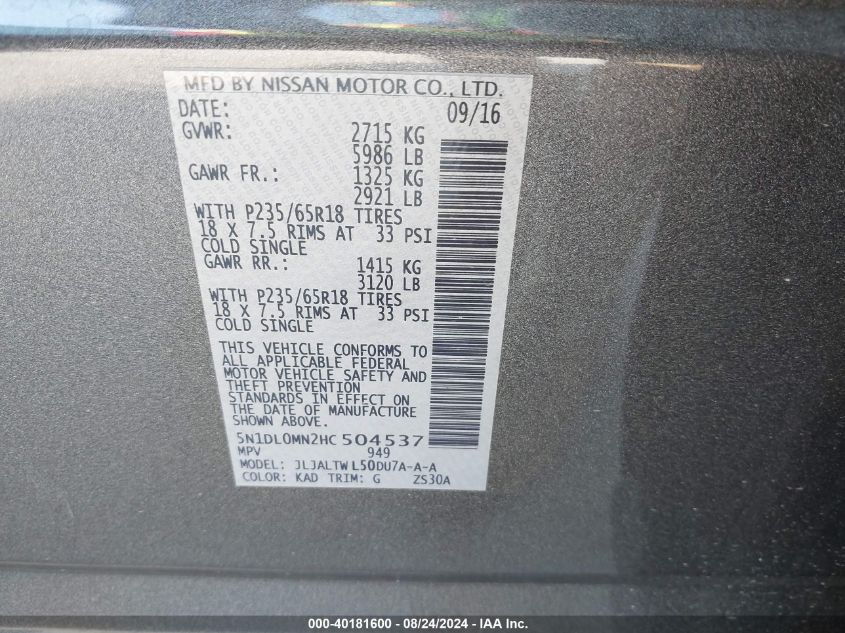 MFD BY NISSAN MOTOR CO., LTD.
DATE: 09/16
GVWR: 2715 KG
5986 LB
GAWR FR.: 1325 KG
2921 LB
WITH P235/65R18 TIRES
18 X 7.5 RIMS AT 33 PSI
COLD SINGLE
GAWR RR.: 1415 KG
3120 LB
WITH P235/65R18 TIRES
18 X 7.5 RIMS AT 33 PSI
COLD SINGLE
THIS VEHICLE CONFORMS TO
ALL APPLICABLE FEDERAL
MOTOR VEHICLE SAFETY AND
THEFT PREVENTION
STANDARDS IN EFFECT ON
THE DATE OF MANUFACTURE
SHOWN ABOVE.
5N1DL0MN2HC 504537
MPV 949
MODEL: JLJALTW L50DU7A-A-A
COLOR: KAD TRIM: G ZS30A
000-40181600 - 08/24/2024 - IAA Inc.